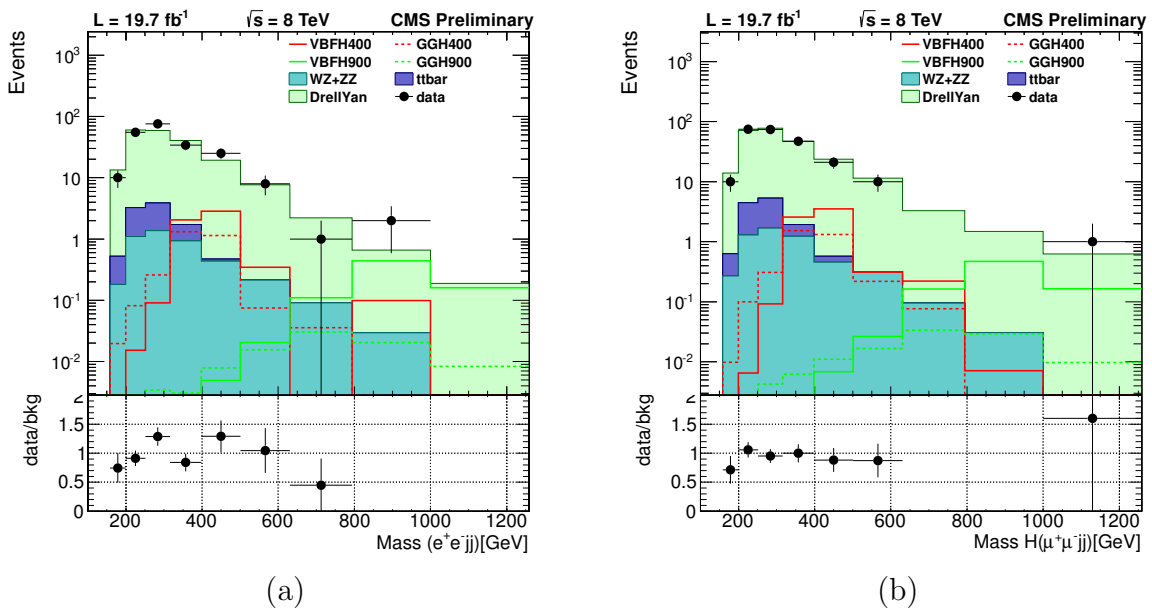 L = 19.7 fb⁻¹ √s = 8 TeV CMS Preliminary
Events
10³
10²
10
1
10⁻¹
10⁻²
VBFH400 GGH400
VBFH900 GGH900
WZ+ZZ ttbar
DrellYan data
data/bkg
2
1.5
1
0.5
0
200 400 600 800 1000 1200
Mass (e⁺e⁻jj)[GeV]
(a)
L = 19.7 fb⁻¹ √s = 8 TeV CMS Preliminary
Events
10³
10²
10
1
10⁻¹
10⁻²
VBFH400 GGH400
VBFH900 GGH900
WZ+ZZ ttbar
DrellYan data
data/bkg
2
1.5
1
0.5
0
200 400 600 800 1000 1200
Mass H(μ⁺μ⁻jj)[GeV]
(b)